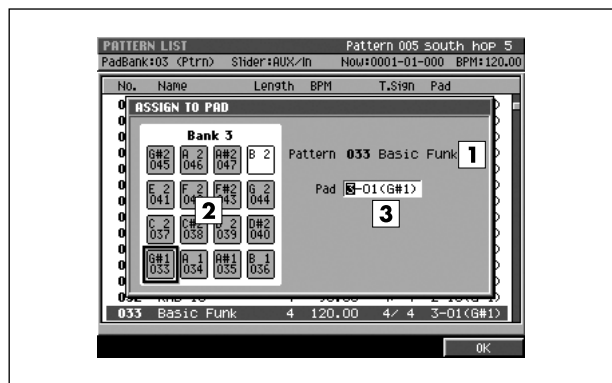 PATTERN LIST Pattern 005 south hop 5
PadBank:03 (Ptrn) Slider:AUX/In Now:0001-01-000 BPM:120.00
No. Name Length BPM T.Sign Pad
ASSIGN TO PAD
Bank 3
G#2 A 2 A#2 B 2
045 046 047
Pattern 033 Basic Funk 1
Pad 3-01(G#1)
E 2 F 2 F#2 G 2
041 043 044
2
3
C 2 C# 2 D#2
037 038 039 040
G#1 A 1 A#1 B 1
033 034 035 036
033 Basic Funk 4 120.00 4/ 4 3-01(G#1)
OK